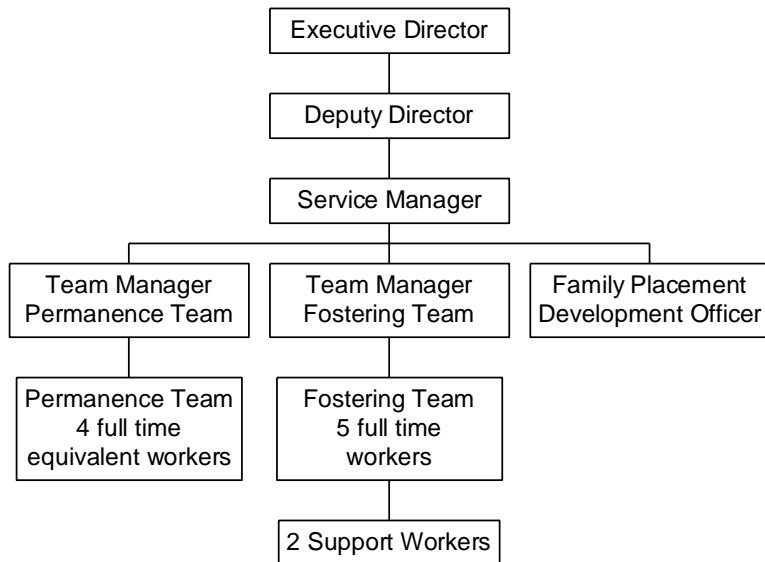 Executive Director
Deputy Director
Service Manager
Team Manager
Permanence Team
Team Manager
Fostering Team
Family Placement
Development Officer
Permanence Team
4 full time
equivalent workers
Fostering Team
5 full time
workers
2 Support Workers